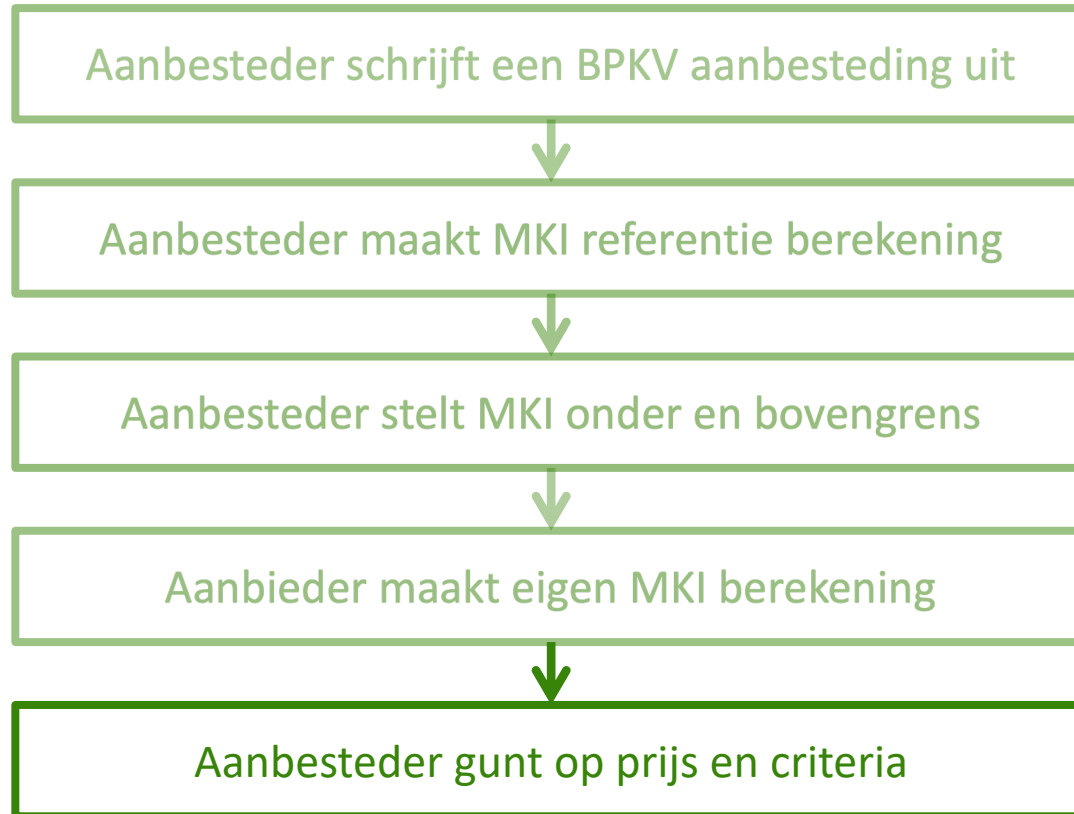 Aanbesteder schrijft een BPKV aanbesteding uit
Aanbesteder maakt MKI referentie berekening
Aanbesteder stelt MKI onder en bovengrens
Aanbieder maakt eigen MKI berekening
Aanbesteder gunt op prijs en criteria